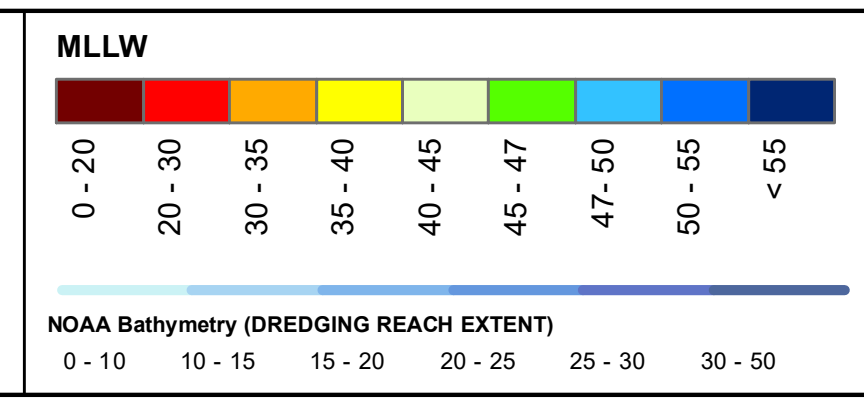 MLLW
0 - 20
20 - 30
30 - 35
35 - 40
40 - 45
45 - 47
47- 50
50 - 55
< 55
NOAA Bathymetry (DREDGING REACH EXTENT)
0 - 10 10 - 15 15 - 20 20 - 25 25 - 30 30 - 50